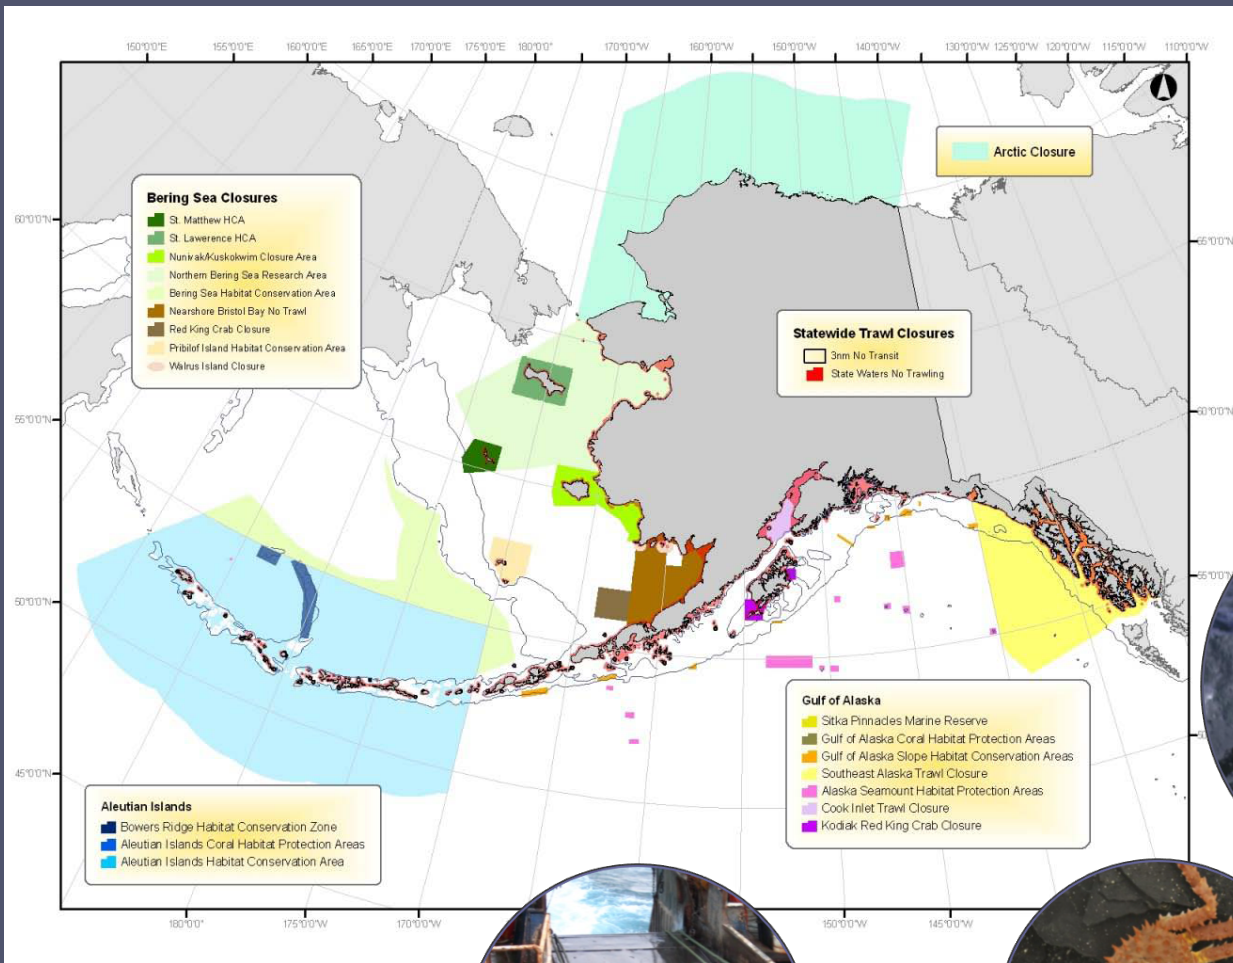 150°0'0"E 155°0'0"E 160°0'0"E 165°0'0"E 170°0'0"E 175°0'0"E 180°0'0" 170°0'0"W 160°0'0"W 150°0'0"W 140°0'0"W 130°0'0"W 125°0'0"W 120°0'0"W 115°0'0"W 110°0'0"W
Arctic Closure
Bering Sea Closures
St. Matthew HCA
St. Lawerence HCA
Nunivak/Kuskokwim Closure Area
Northern Bering Sea Research Area
Bering Sea Habitat Conservation Area
Nearshore Bristol Bay No Trawl
Red King Crab Closure
Pribilof Island Habitat Conservation Area
Walrus Island Closure
60°0'0"N
65°0'0"N
Statewide Trawl Closures
3nm No Transit
State Waters No Trawling
55°0'0"N
60°0'0"N
50°0'0"N
55°0'0"N
45°0'0"N
Gulf of Alaska
Sitka Pinnacles Marine Reserve
Gulf of Alaska Coral Habitat Protection Areas
Gulf of Alaska Slope Habitat Conservation Areas
Southeast Alaska Trawl Closure
Alaska Seamount Habitat Protection Areas
Cook Inlet Trawl Closure
Kodiak Red King Crab Closure
Aleutian Islands
Bowers Ridge Habitat Conservation Zone
Aleutian Islands Coral Habitat Protection Areas
Aleutian Islands Habitat Conservation Area
180°0'0" 175°0'0"W 170°0'0"W 150°0'0"W 145°0'0"W